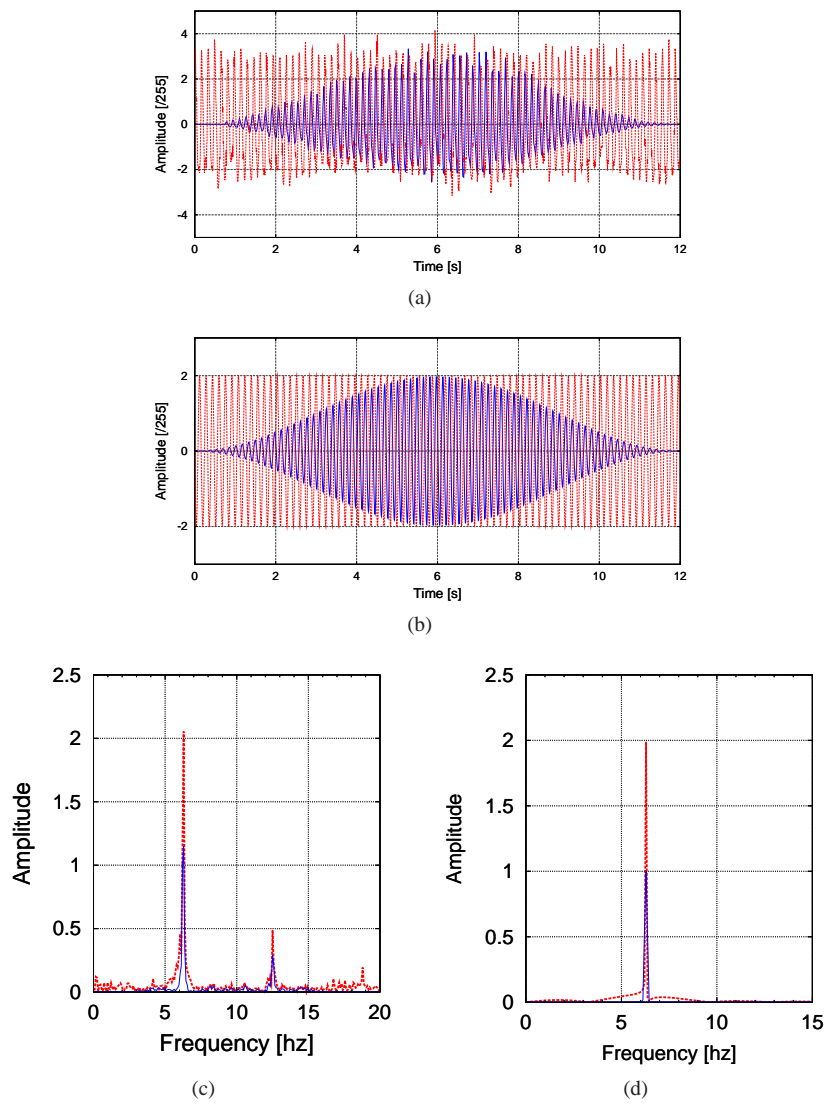 4
2
0
-2
-4
Amplitude [/255]
0 2 4 6 8 10 12
Time [s]
(a)
2
0
-2
Amplitude [/255]
0 2 4 6 8 10 12
Time [s]
(b)
2.5
2
1.5
1
0.5
0
Amplitude
0 5 10 15 20
Frequency [hz]
(c)
2.5
2
1.5
1
0.5
0
Amplitude
0 5 10 15
Frequency [hz]
(d)